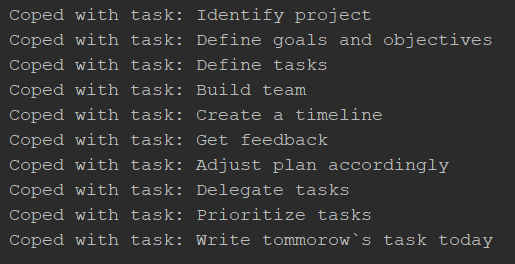 Coped with task: Identify project
Coped with task: Define goals and objectives
Coped with task: Define tasks
Coped with task: Build team
Coped with task: Create a timeline
Coped with task: Get feedback
Coped with task: Adjust plan accordingly
Coped with task: Delegate tasks
Coped with task: Prioritize tasks
Coped with task: Write tommorow`s task today